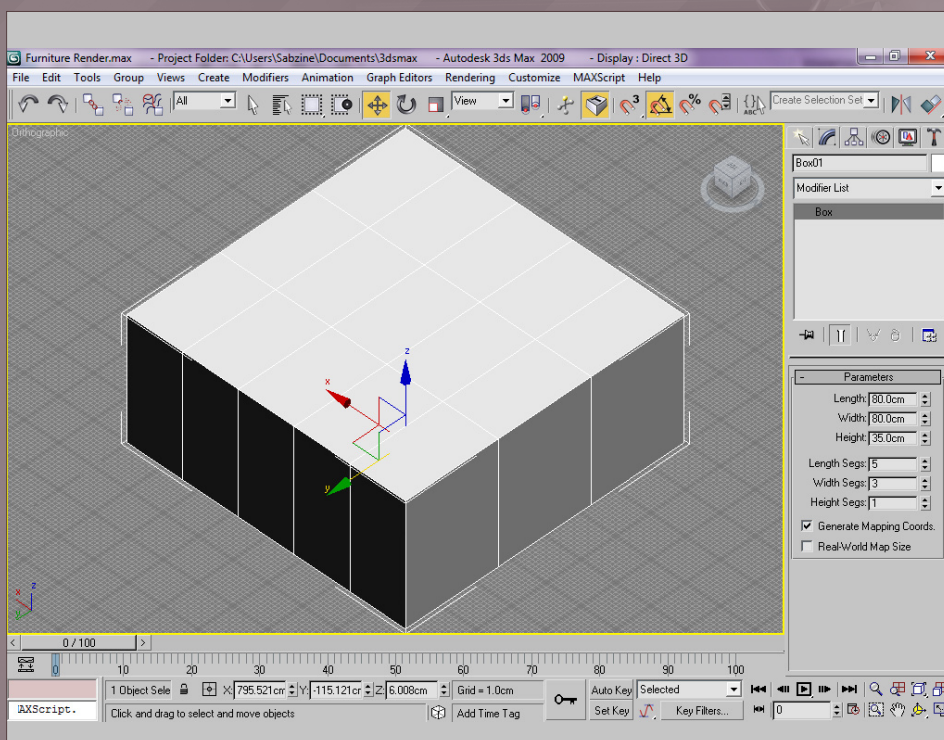 Furniture Render.max - Project Folder: C:\Users\Sabzine\Documents\3dsmax - Autodesk 3ds Max 2009 - Display : Direct 3D
File Edit Tools Group Views Create Modifiers Animation Graph Editors Rendering Customize MAXScript Help
All View 3 % ABC Create Selection Set
Orthographic
Box01
Modifier List
Box
z
x
y
- Parameters
Length: 80.0cm
Width: 80.0cm
Height: 35.0cm
Length Segs: 5
Width Segs: 3
Height Segs: 1
Generate Mapping Coords.
Real-World Map Size
z
x
y
< 0 / 100 >
0 10 20 30 40 50 60 70 80 90 100
1 Object Sele X: 795.521cm Y: -115.121cm Z: 6.008cm Grid = 1.0cm Auto Key Selected
AXScript. Click and drag to select and move objects Add Time Tag Set Key Key Filters... 0